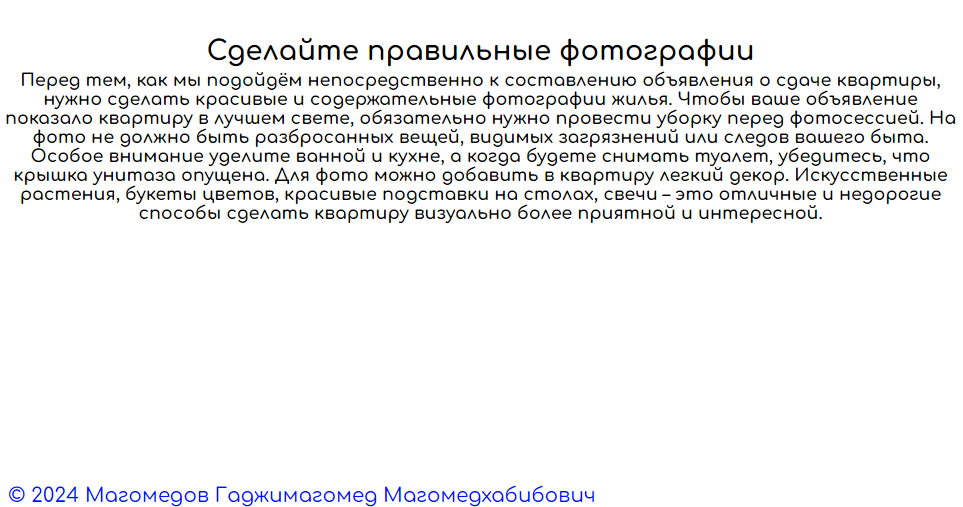 Сделайте правильные фотографии
Перед тем, как мы подойдём непосредственно к составлению объявления о сдаче квартиры,
нужно сделать красивые и содержательные фотографии жилья. Чтобы ваше объявление
показало квартиру в лучшем свете, обязательно нужно провести уборку перед фотосессией. На
фото не должно быть разбросанных вещей, видимых загрязнений или следов вашего быта.
Особое внимание уделите ванной и кухне, а когда будете снимать туалет, убедитесь, что
крышка унитаза опущена. Для фото можно добавить в квартиру легкий декор. Искусственные
растения, букеты цветов, красивые подставки на столах, свечи – это отличные и недорогие
способы сделать квартиру визуально более приятной и интересной.
© 2024 Магомедов Гаджимагомед Магомедхабибович